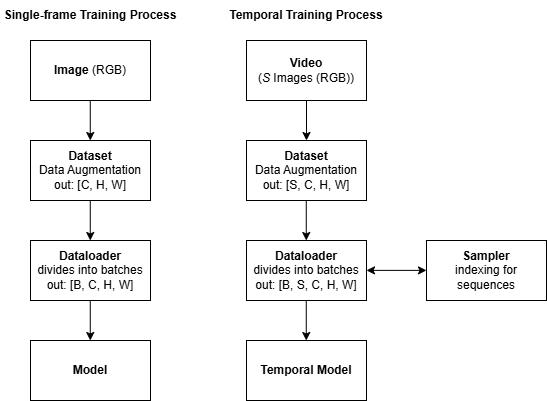 Single-frame Training Process
Image (RGB)
Dataset
Data Augmentation
out: [C, H, W]
Dataloader
divides into batches
out: [B, C, H, W]
Model
Temporal Training Process
Video
(S Images (RGB))
Dataset
Data Augmentation
out: [S, C, H, W]
Dataloader
divides into batches
out: [B, S, C, H, W]
Sampler
indexing for
sequences
Temporal Model